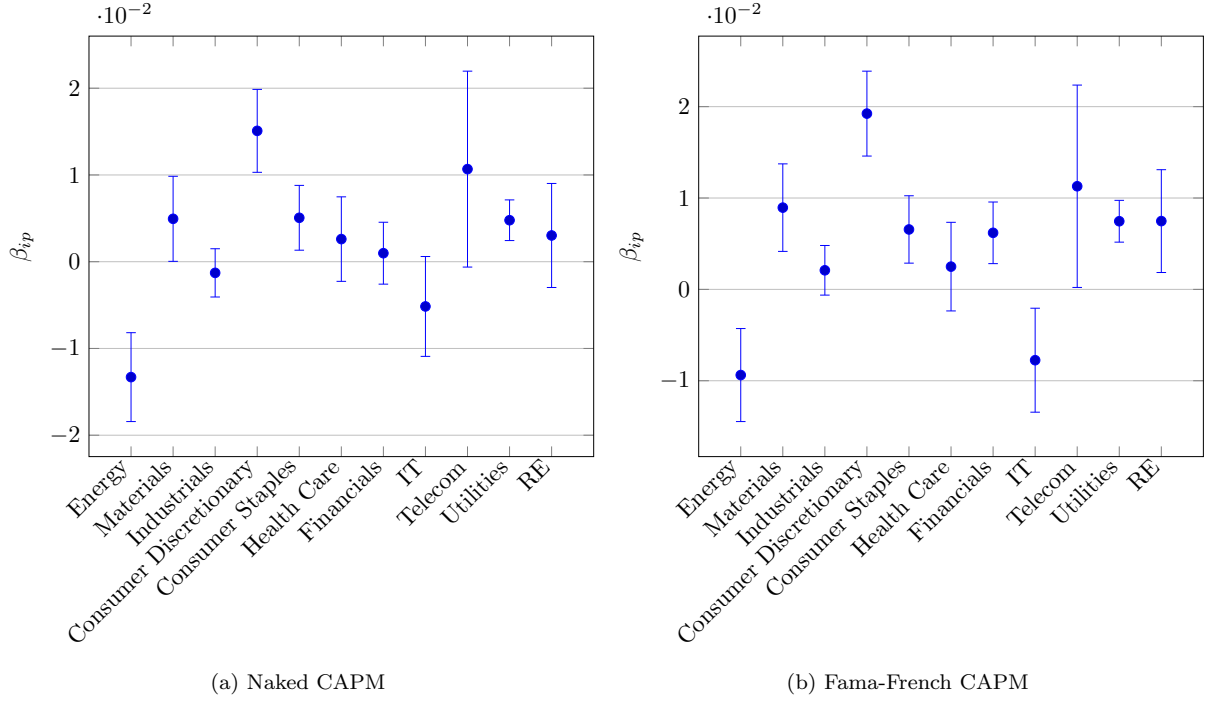 ·10−2
2
1
0
−1
−2
βip
Energy
Materials
Industrials
Consumer Discretionary
Consumer Staples
Health Care
Financials
IT
Telecom
Utilities
RE
(a) Naked CAPM
·10−2
2
1
0
−1
βip
Energy
Materials
Industrials
Consumer Discretionary
Consumer Staples
Health Care
Financials
IT
Telecom
Utilities
RE
(b) Fama-French CAPM